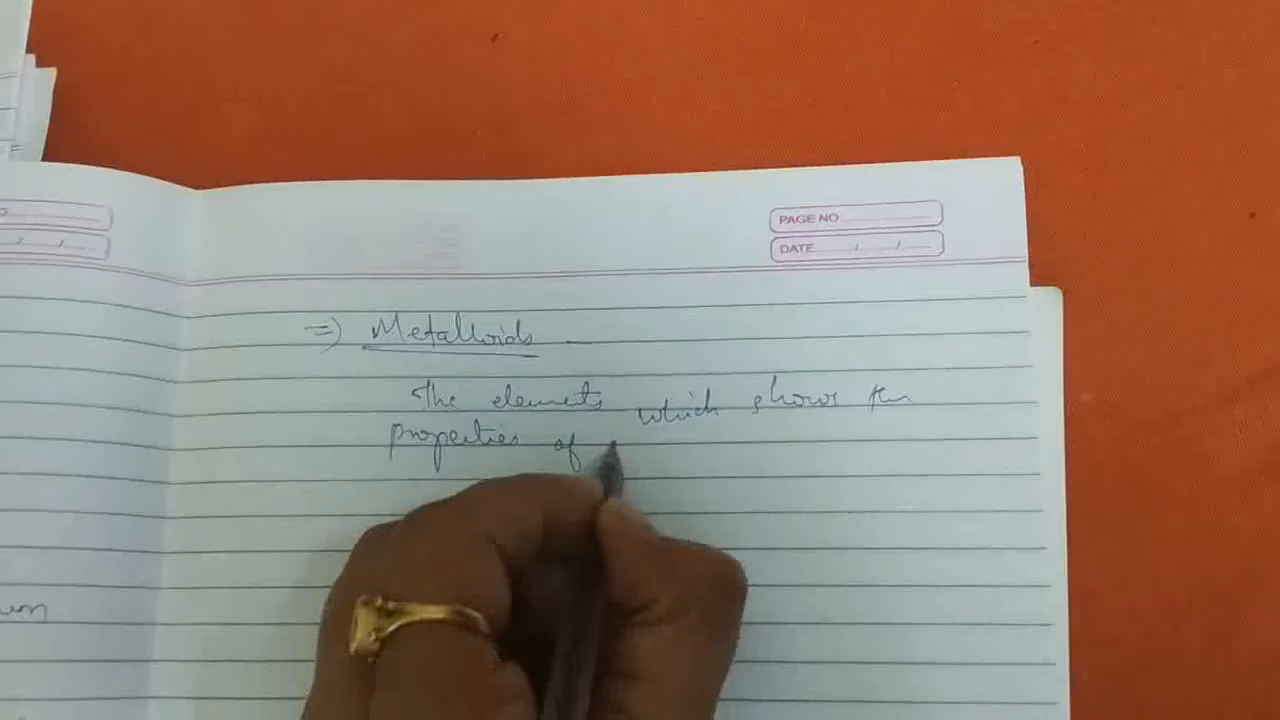 PAGE NO
DATE
=) Metalloids -
The elements which shows the
properties of